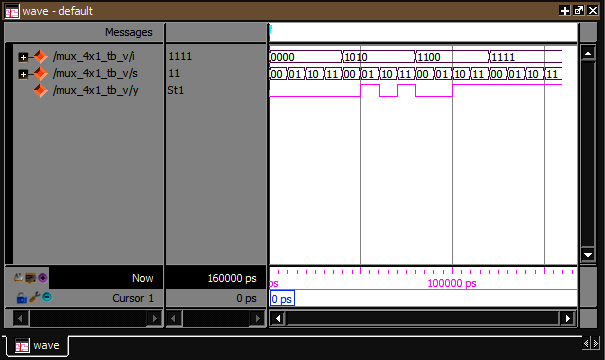 wave - default
Messages
/mux_4x1_tb_v/i 1111 0000 1010 1100 1111
/mux_4x1_tb_v/s 11 00 01 10 11 00 01 10 11 00 01 10 11 00 01 10 11
/mux_4x1_tb_v/y St1
Now 160000 ps ps 100000 ps
Cursor 1 0 ps 0 ps
wave